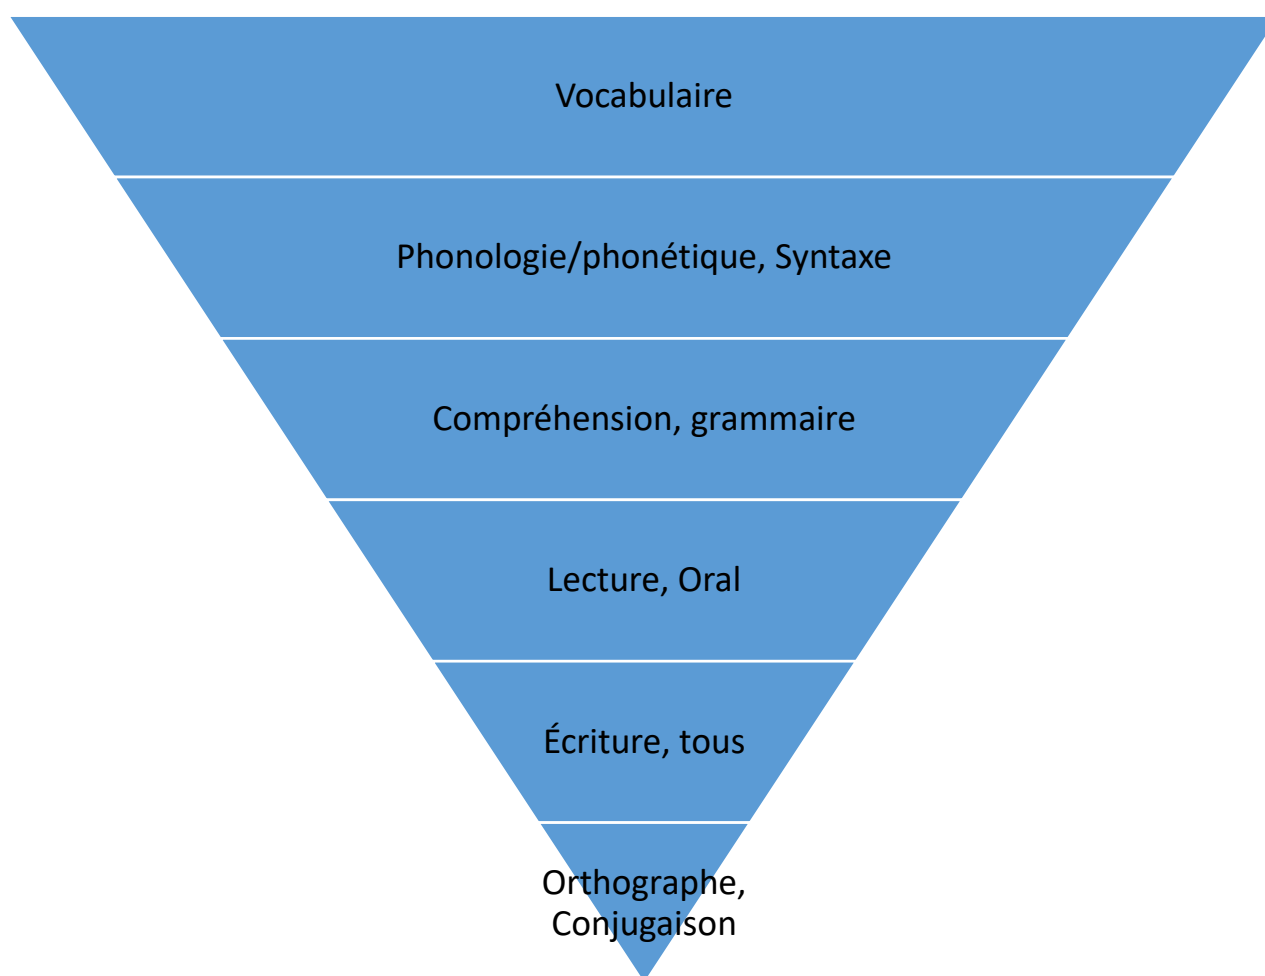 Vocabulaire
Phonologie/phonétique, Syntaxe
Compréhension, grammaire
Lecture, Oral
Écriture, tous
Orthographe,
Conjugaison